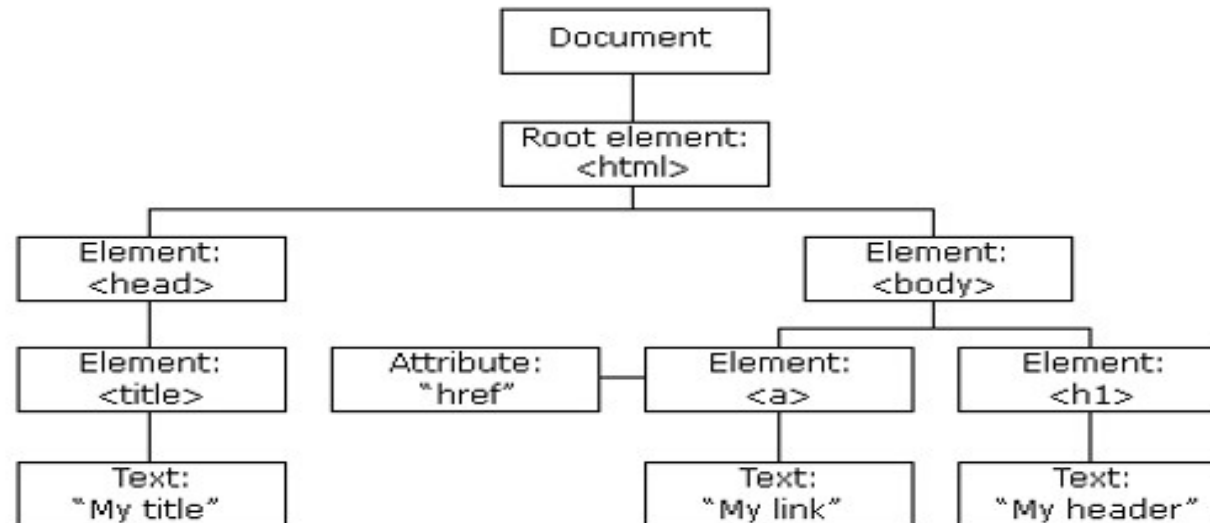 Document
Root element:
<html>
Element:
<head>
Element:
<body>
Element:
<title>
Attribute:
“href”
Element:
<a>
Element:
<h1>
Text:
“My title”
Text:
“My link”
Text:
“My header”